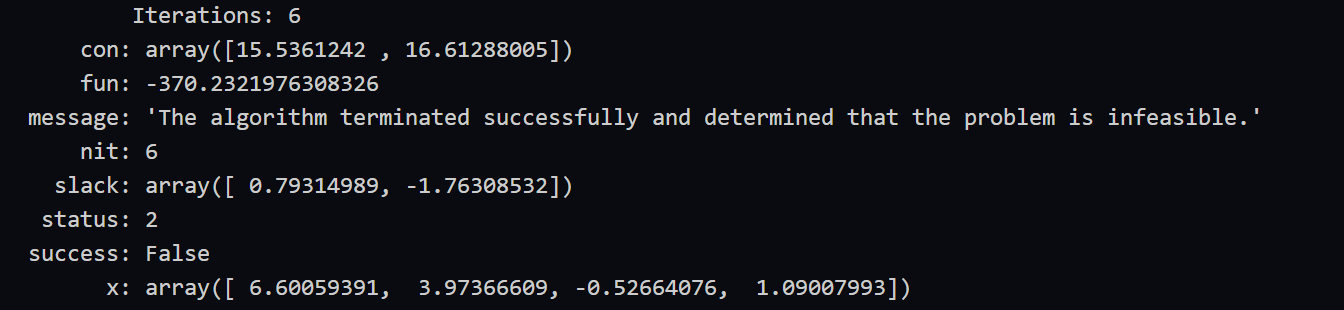 Iterations: 6
con: array([15.5361242 , 16.61288005])
fun: -370.2321976308326
message: 'The algorithm terminated successfully and determined that the problem is infeasible.'
nit: 6
slack: array([ 0.79314989, -1.76308532])
status: 2
success: False
x: array([ 6.60059391,  3.97366609, -0.52664076,  1.09007993])